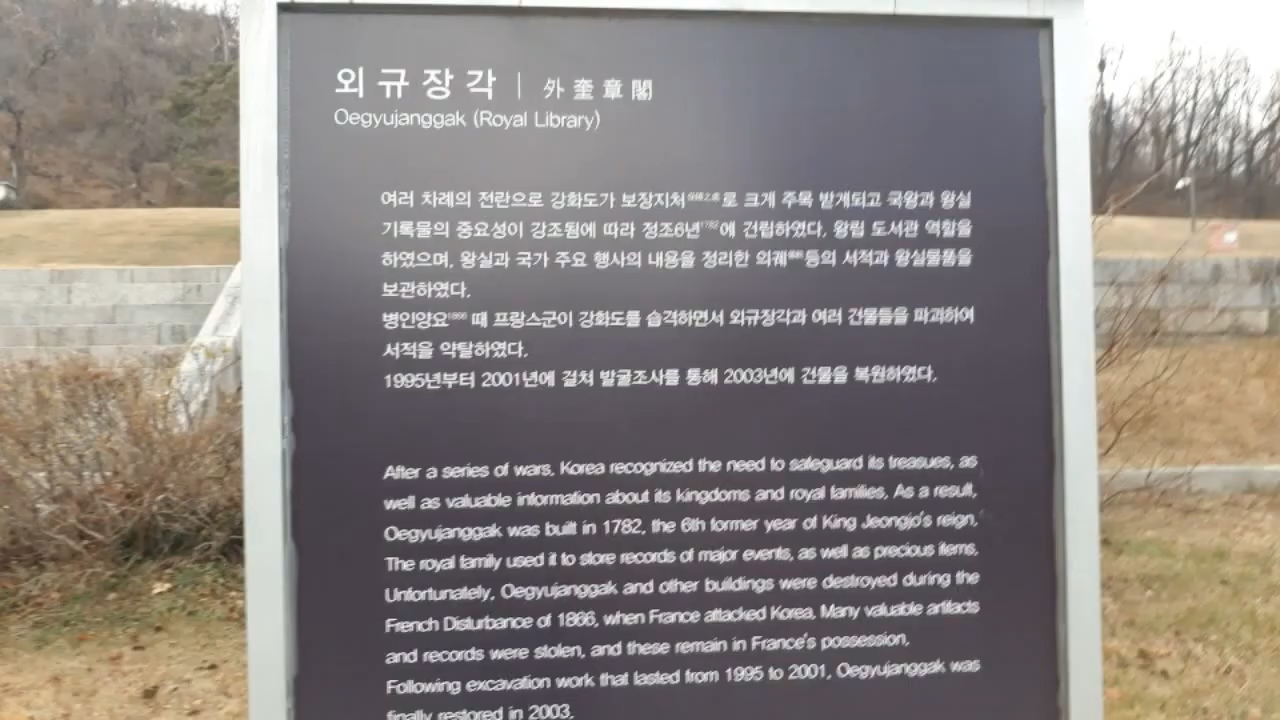 외규장각 | 外奎章閣
Oegyujanggak (Royal Library)
여러 차례의 전란으로 강화도가 보장지처로 크게 주목 받게되고 국왕과 왕실
기록물의 중요성이 강조됨에 따라 정조6년1782에 건립하였다. 왕립 도서관 역할을
하였으며, 왕실과 국가 주요 행사의 내용을 정리한 의궤등의 서적과 왕실물품을
보관하였다.
병인양요1866 때 프랑스군이 강화도를 습격하면서 외규장각과 여러 건물들을 파괴하여
서적을 약탈하였다.
1995년부터 2001년에 걸쳐 발굴조사를 통해 2003년에 건물을 복원하였다.
After a series of wars, Korea recognized the need to safeguard its treasues, as
well as valuable information about its kingdoms and royal families. As a result,
Oegyujanggak was built in 1782, the 6th former year of King Jeongjo's reign.
The royal family used it to store records of major events, as well as precious items.
Unfortunately, Oegyujanggak and other buildings were destroyed during the
French Disturbance of 1866, when France attacked Korea. Many valuable artifacts
and records were stolen, and these remain in France's possession.
Following excavation work that lasted from 1995 to 2001, Oegyujanggak was
finally restored in 2003.